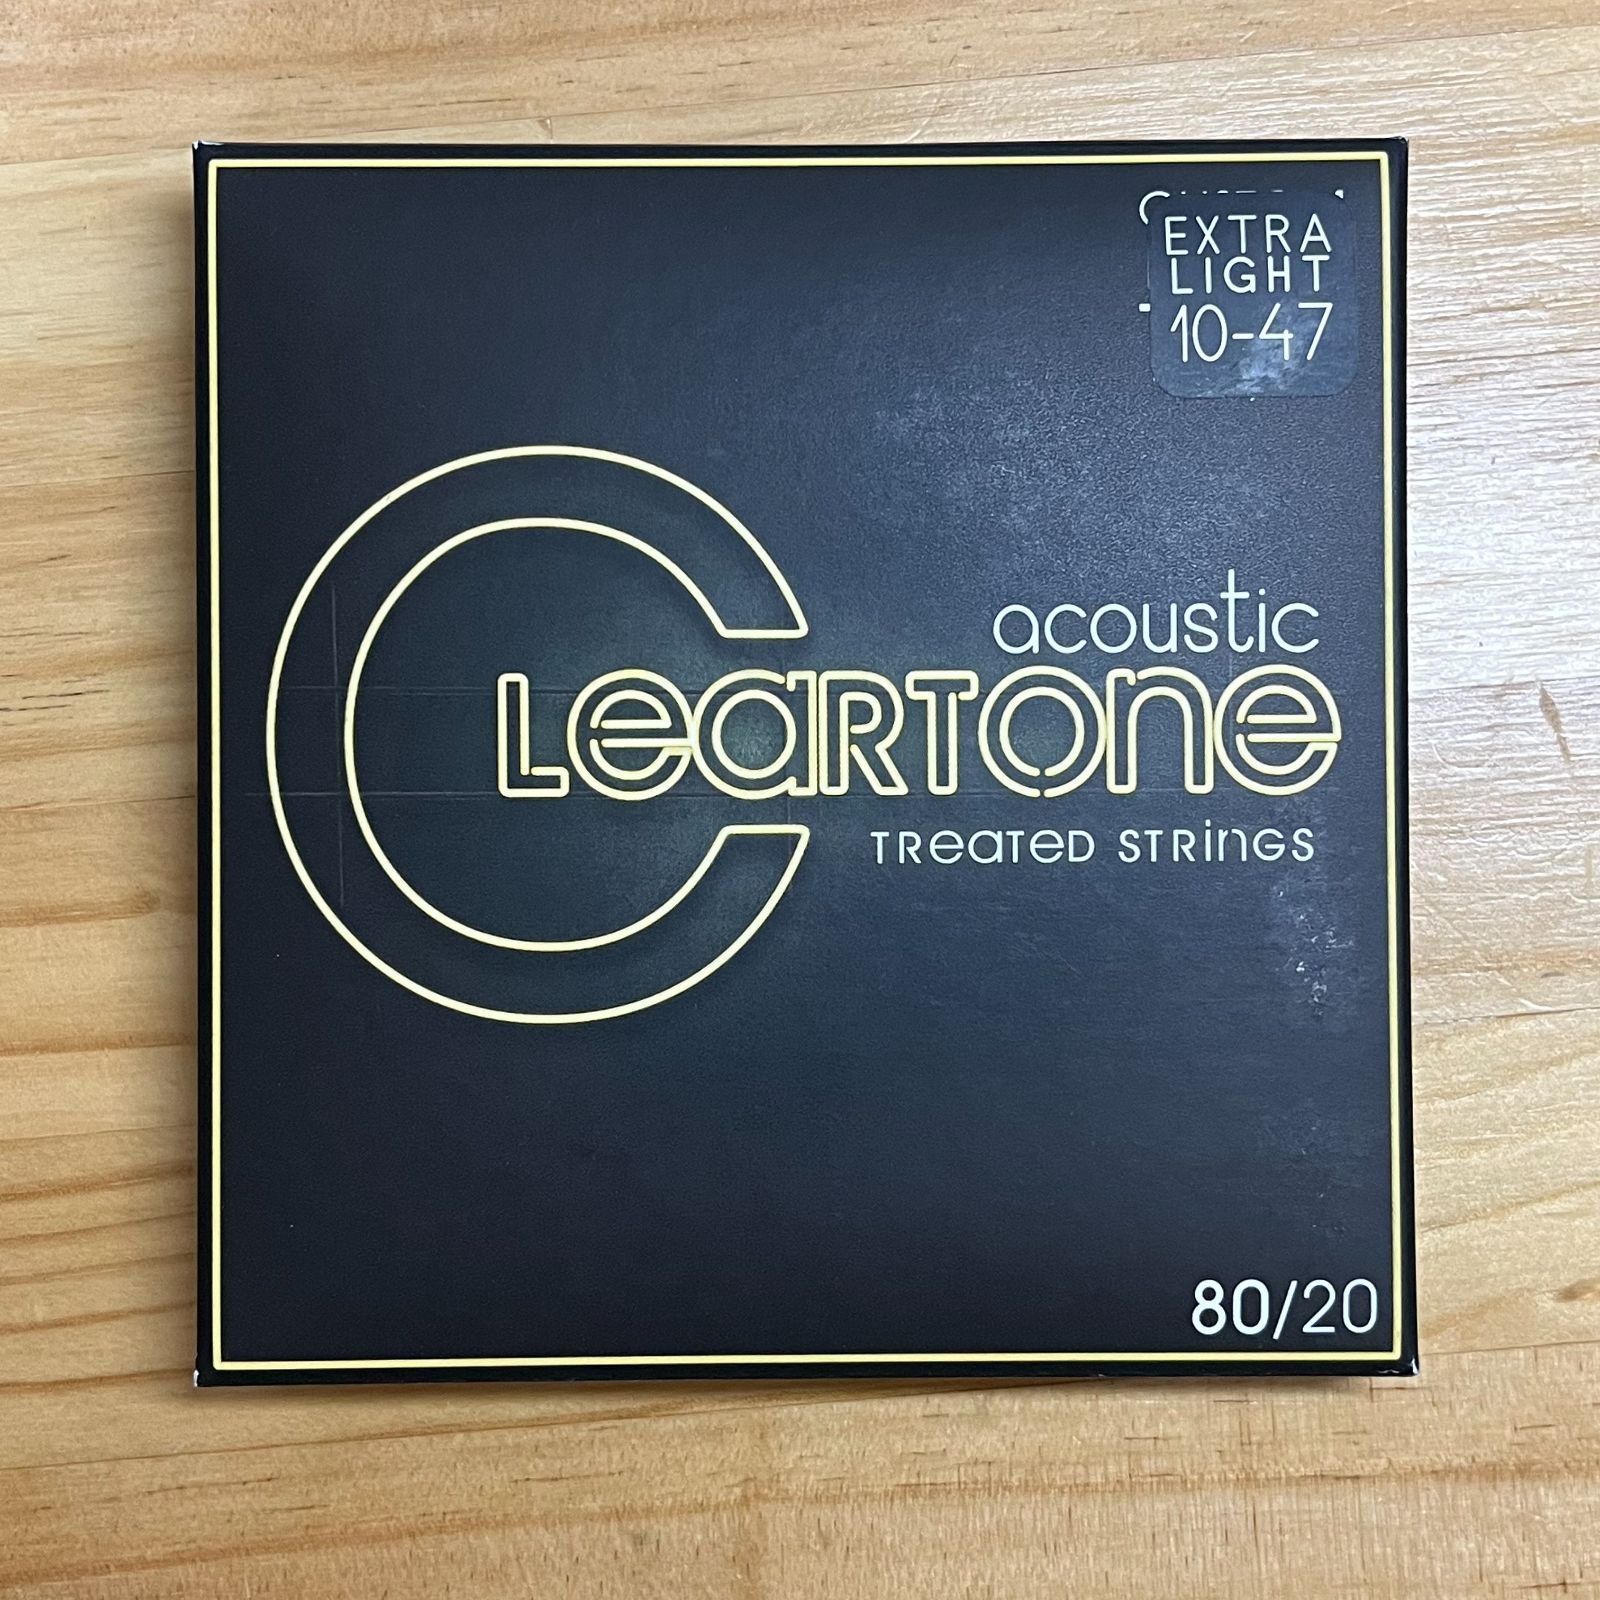 EXTRA
LIGHT
10-47
acoustic
CLEARTONE
TREATED STRINGS
80/20